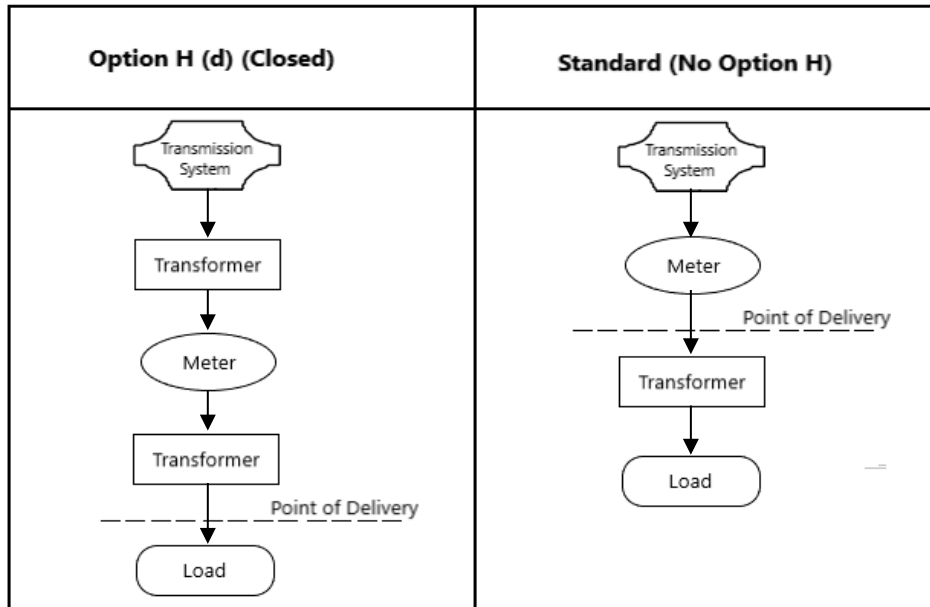 Option H (d) (Closed)
Transmission
System
Transformer
Meter
Transformer
Point of Delivery
Load
Standard (No Option H)
Transmission
System
Meter
Point of Delivery
Transformer
Load